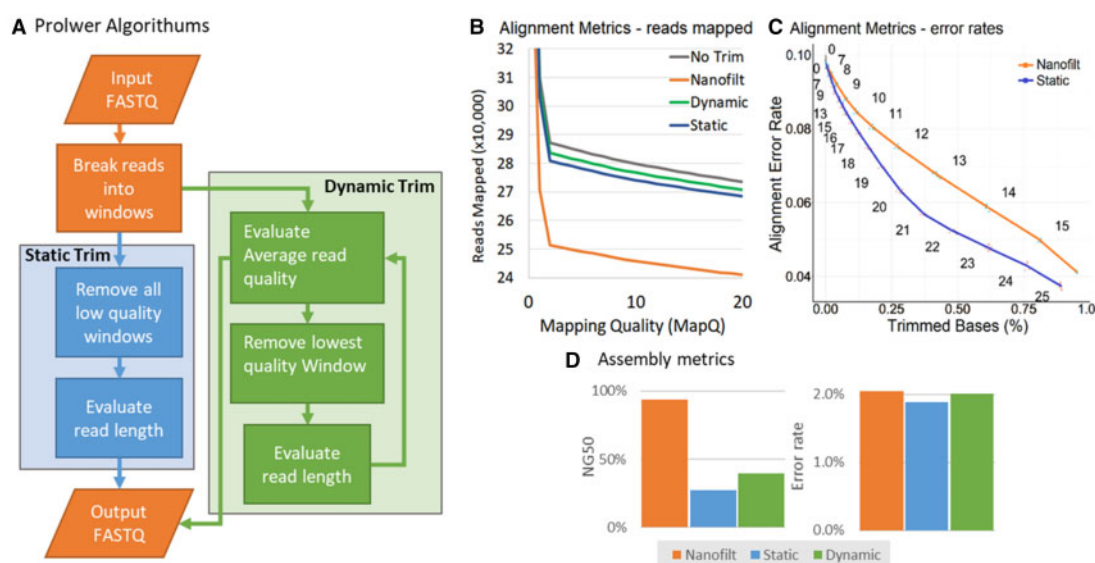 A Prolwer Algorithums
Input
FASTQ
Break reads
into
windows
Static Trim
Remove all
low quality
windows
Evaluate
read length
Output
FASTQ
Dynamic Trim
Evaluate
Average read
quality
Remove lowest
quality Window
Evaluate
read length
B Alignment Metrics - reads mapped
32
31
30
29
28
27
26
25
24
Reads Mapped (x10,000)
No Trim
Nanofilt
Dynamic
Static
0 10 20
Mapping Quality (MapQ)
C Alignment Metrics - error rates
0.10
0.08
0.06
0.04
Alignment Error Rate
Nanofilt
Static
0
7
8
9
10
11
12
13
14
15
0
7
9
13
15
16
17
18
19
20
21
22
23
24
25
0.00 0.25 0.50 0.75 1.0
Trimmed Bases (%)
D Assembly metrics
100%
50%
0%
NG50
2.0%
1.0%
0.0%
Error rate
Nanofilt Static Dynamic